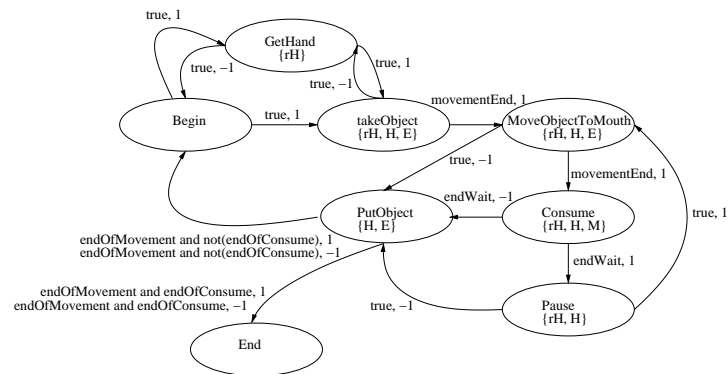 true, 1
GetHand
{rH}
true, −1
true, −1
true, 1
Begin
true, 1
takeObject
{rH, H, E}
movementEnd, 1
MoveObjectToMouth
{rH, H, E}
true, −1
movementEnd, 1
PutObject
{H, E}
endWait, −1
Consume
{rH, H, M}
true, 1
endOfMovement and not(endOfConsume), 1
endOfMovement and not(endOfConsume), −1
endWait, 1
endOfMovement and endOfConsume, 1
endOfMovement and endOfConsume, −1
true, −1
Pause
{rH, H}
End